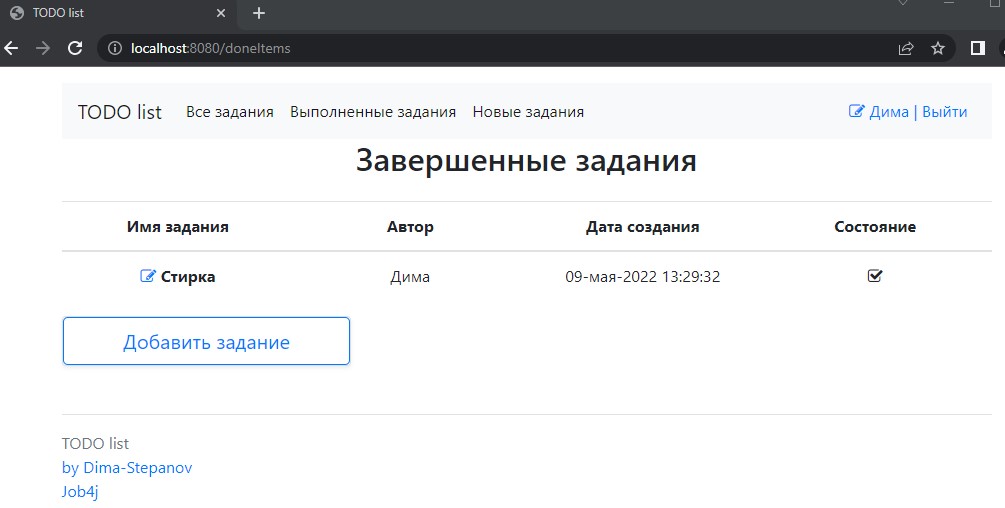 TODO list
localhost:8080/doneItems
TODO list Все задания Выполненные задания Новые задания Дима | Выйти
Завершенные задания
Имя задания Автор Дата создания Состояние
Стирка Дима 09-мая-2022 13:29:32
Добавить задание
TODO list
by Dima-Stepanov
Job4j